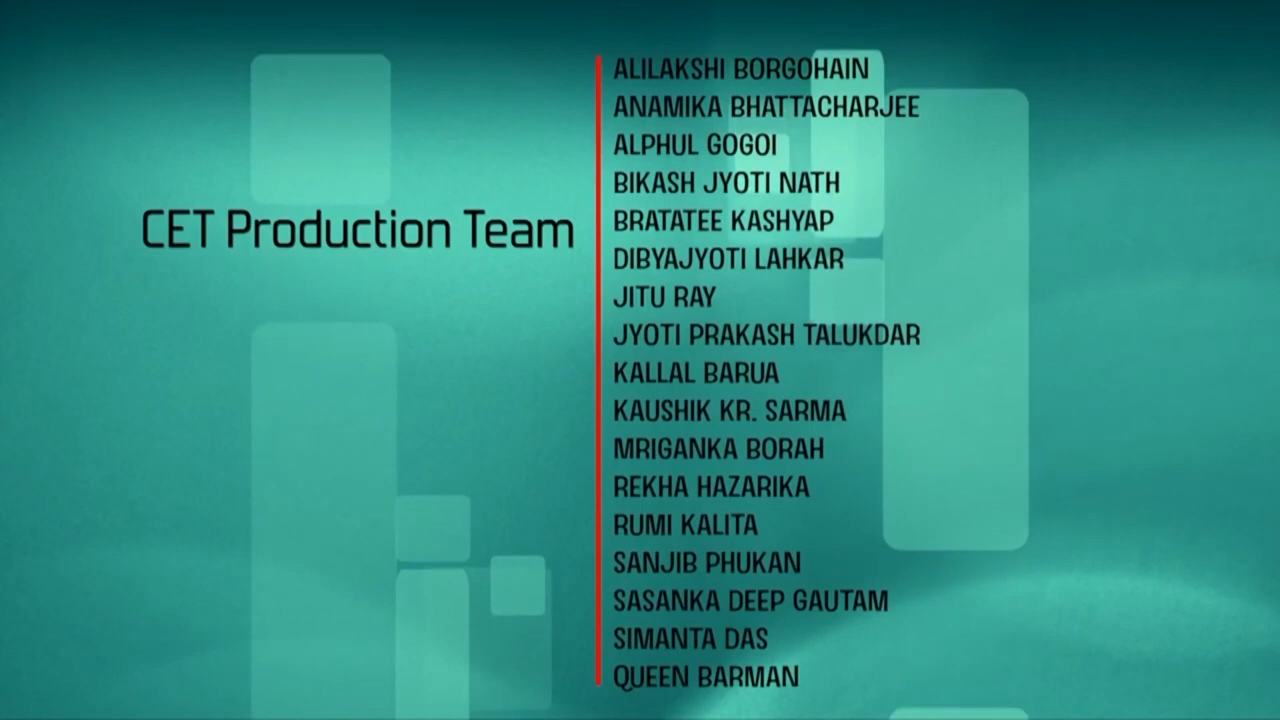 CET Production Team
ALILAKSHI BORGOHAIN
ANAMIKA BHATTACHARJEE
ALPHUL GOGOI
BIKASH JYOTI NATH
BRATATEE KASHYAP
DIBYAJYOTI LAHKAR
JITU RAY
JYOTI PRAKASH TALUKDAR
KALLAL BARUA
KAUSHIK KR. SARMA
MRIGANKA BORAH
REKHA HAZARIKA
RUMI KALITA
SANJIB PHUKAN
SASANKA DEEP GAUTAM
SIMANTA DAS
QUEEN BARMAN